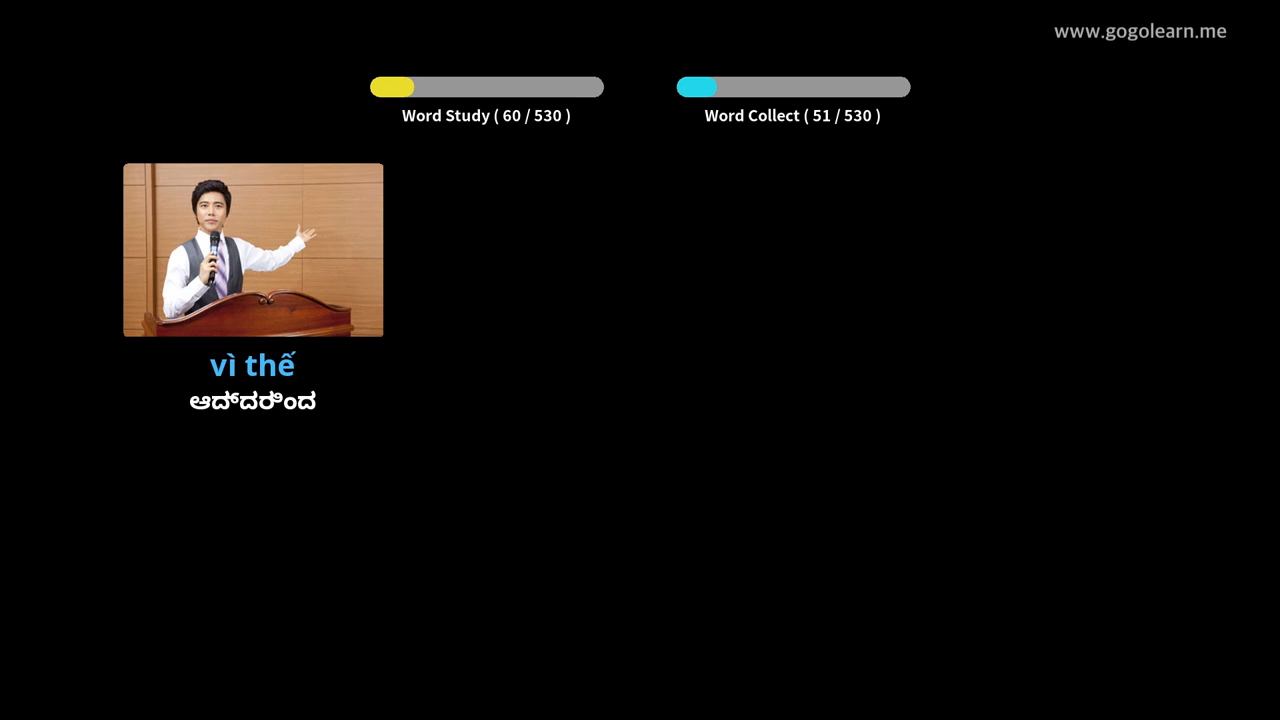 www.gogolearn.me
Word Study ( 60 / 530 )
Word Collect ( 51 / 530 )
vì thế
ಆದ್ದರಿಂದ